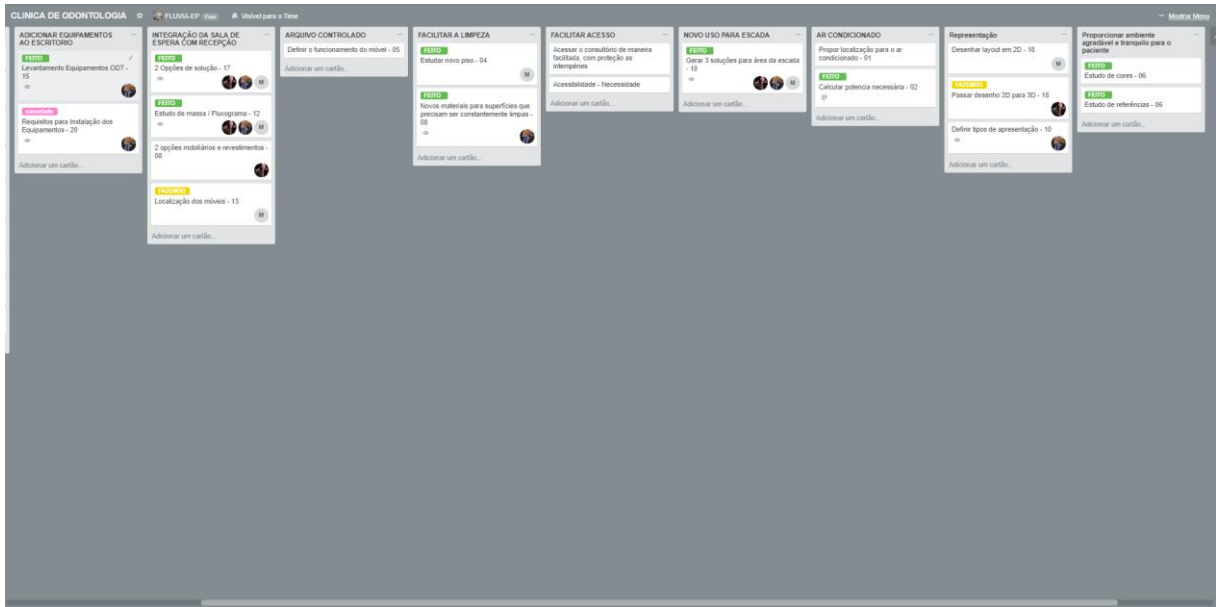 CLINICA DE ODONTOLOGIA
FLUVIA-EP
Free
Visível para o Time
Mostrar Menu
ADICIONAR EQUIPAMENTOS
AO ESCRITORIO
FEITO
Levantamento Equipamentos ODT -
15
cancelado
Requisitos para Instalação dos
Equipamentos - 20
Adicionar um cartão...
INTEGRAÇÃO DA SALA DE
ESPERA COM RECEPÇÃO
FEITO
2 Opções de solução - 17
M
FEITO
Estudo de massa / Fluxograma - 12
M
2 opções mobiliários e revestimentos -
08
FAZENDO
Localização dos móveis - 13
M
Adicionar um cartão...
ARQUIVO CONTROLADO
Definir o funcionamento do móvel - 05
Adicionar um cartão...
FACILITAR A LIMPEZA
FEITO
Estudar novo piso - 04
M
FEITO
Novos materiais para superfícies que
precisam ser constantemente limpas -
08
Adicionar um cartão...
FACILITAR ACESSO
Acessar o consultório de maneira
facilitada, com proteção as
intempéries
Acessibilidade - Necessidade
Adicionar um cartão...
NOVO USO PARA ESCADA
FEITO
Gerar 3 soluções para área da escada
- 10
M
Adicionar um cartão...
AR CONDICIONADO
Propor localização para o ar
condicionado - 01
FEITO
Calcular potencia necessária - 02
Adicionar um cartão...
Representação
Desenhar layout em 2D - 18
M
FAZENDO
Passar desenho 2D para 3D - 18
Definir tipos de apresentação - 10
Adicionar um cartão...
Proporcionar ambiente
agradável e tranquilo para o
paciente
FEITO
Estudo de cores - 06
FEITO
Estudo de referências - 06
Adicionar um cartão...